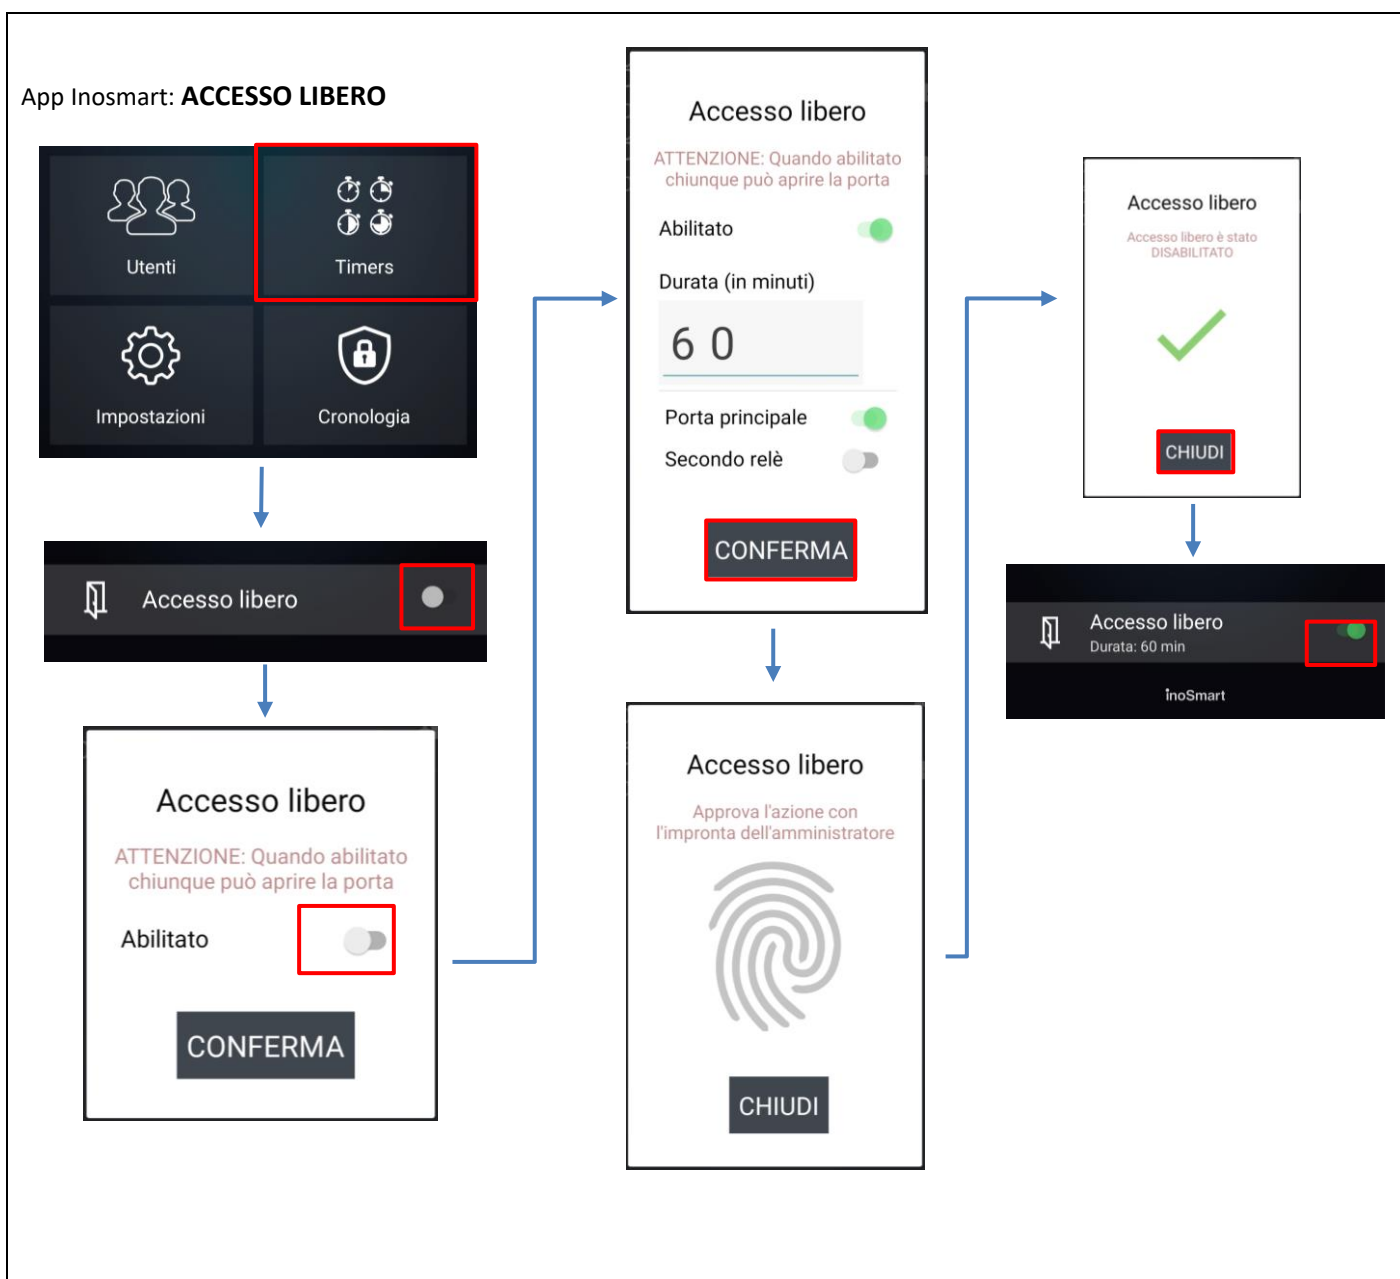 App Inosmart: ACCESSO LIBERO
Utenti
Timers
Impostazioni
Cronologia
Accesso libero
Accesso libero
ATTENZIONE: Quando abilitato
chiunque può aprire la porta
Abilitato
CONFERMA
Accesso libero
ATTENZIONE: Quando abilitato
chiunque può aprire la porta
Abilitato
Durata (in minuti)
6 0
Porta principale
Secondo relè
CONFERMA
Accesso libero
Approva l'azione con
l'impronta dell'amministratore
CHIUDI
Accesso libero
Accesso libero è stato
DISABILITATO
CHIUDI
Accesso libero
Durata: 60 min
inoSmart